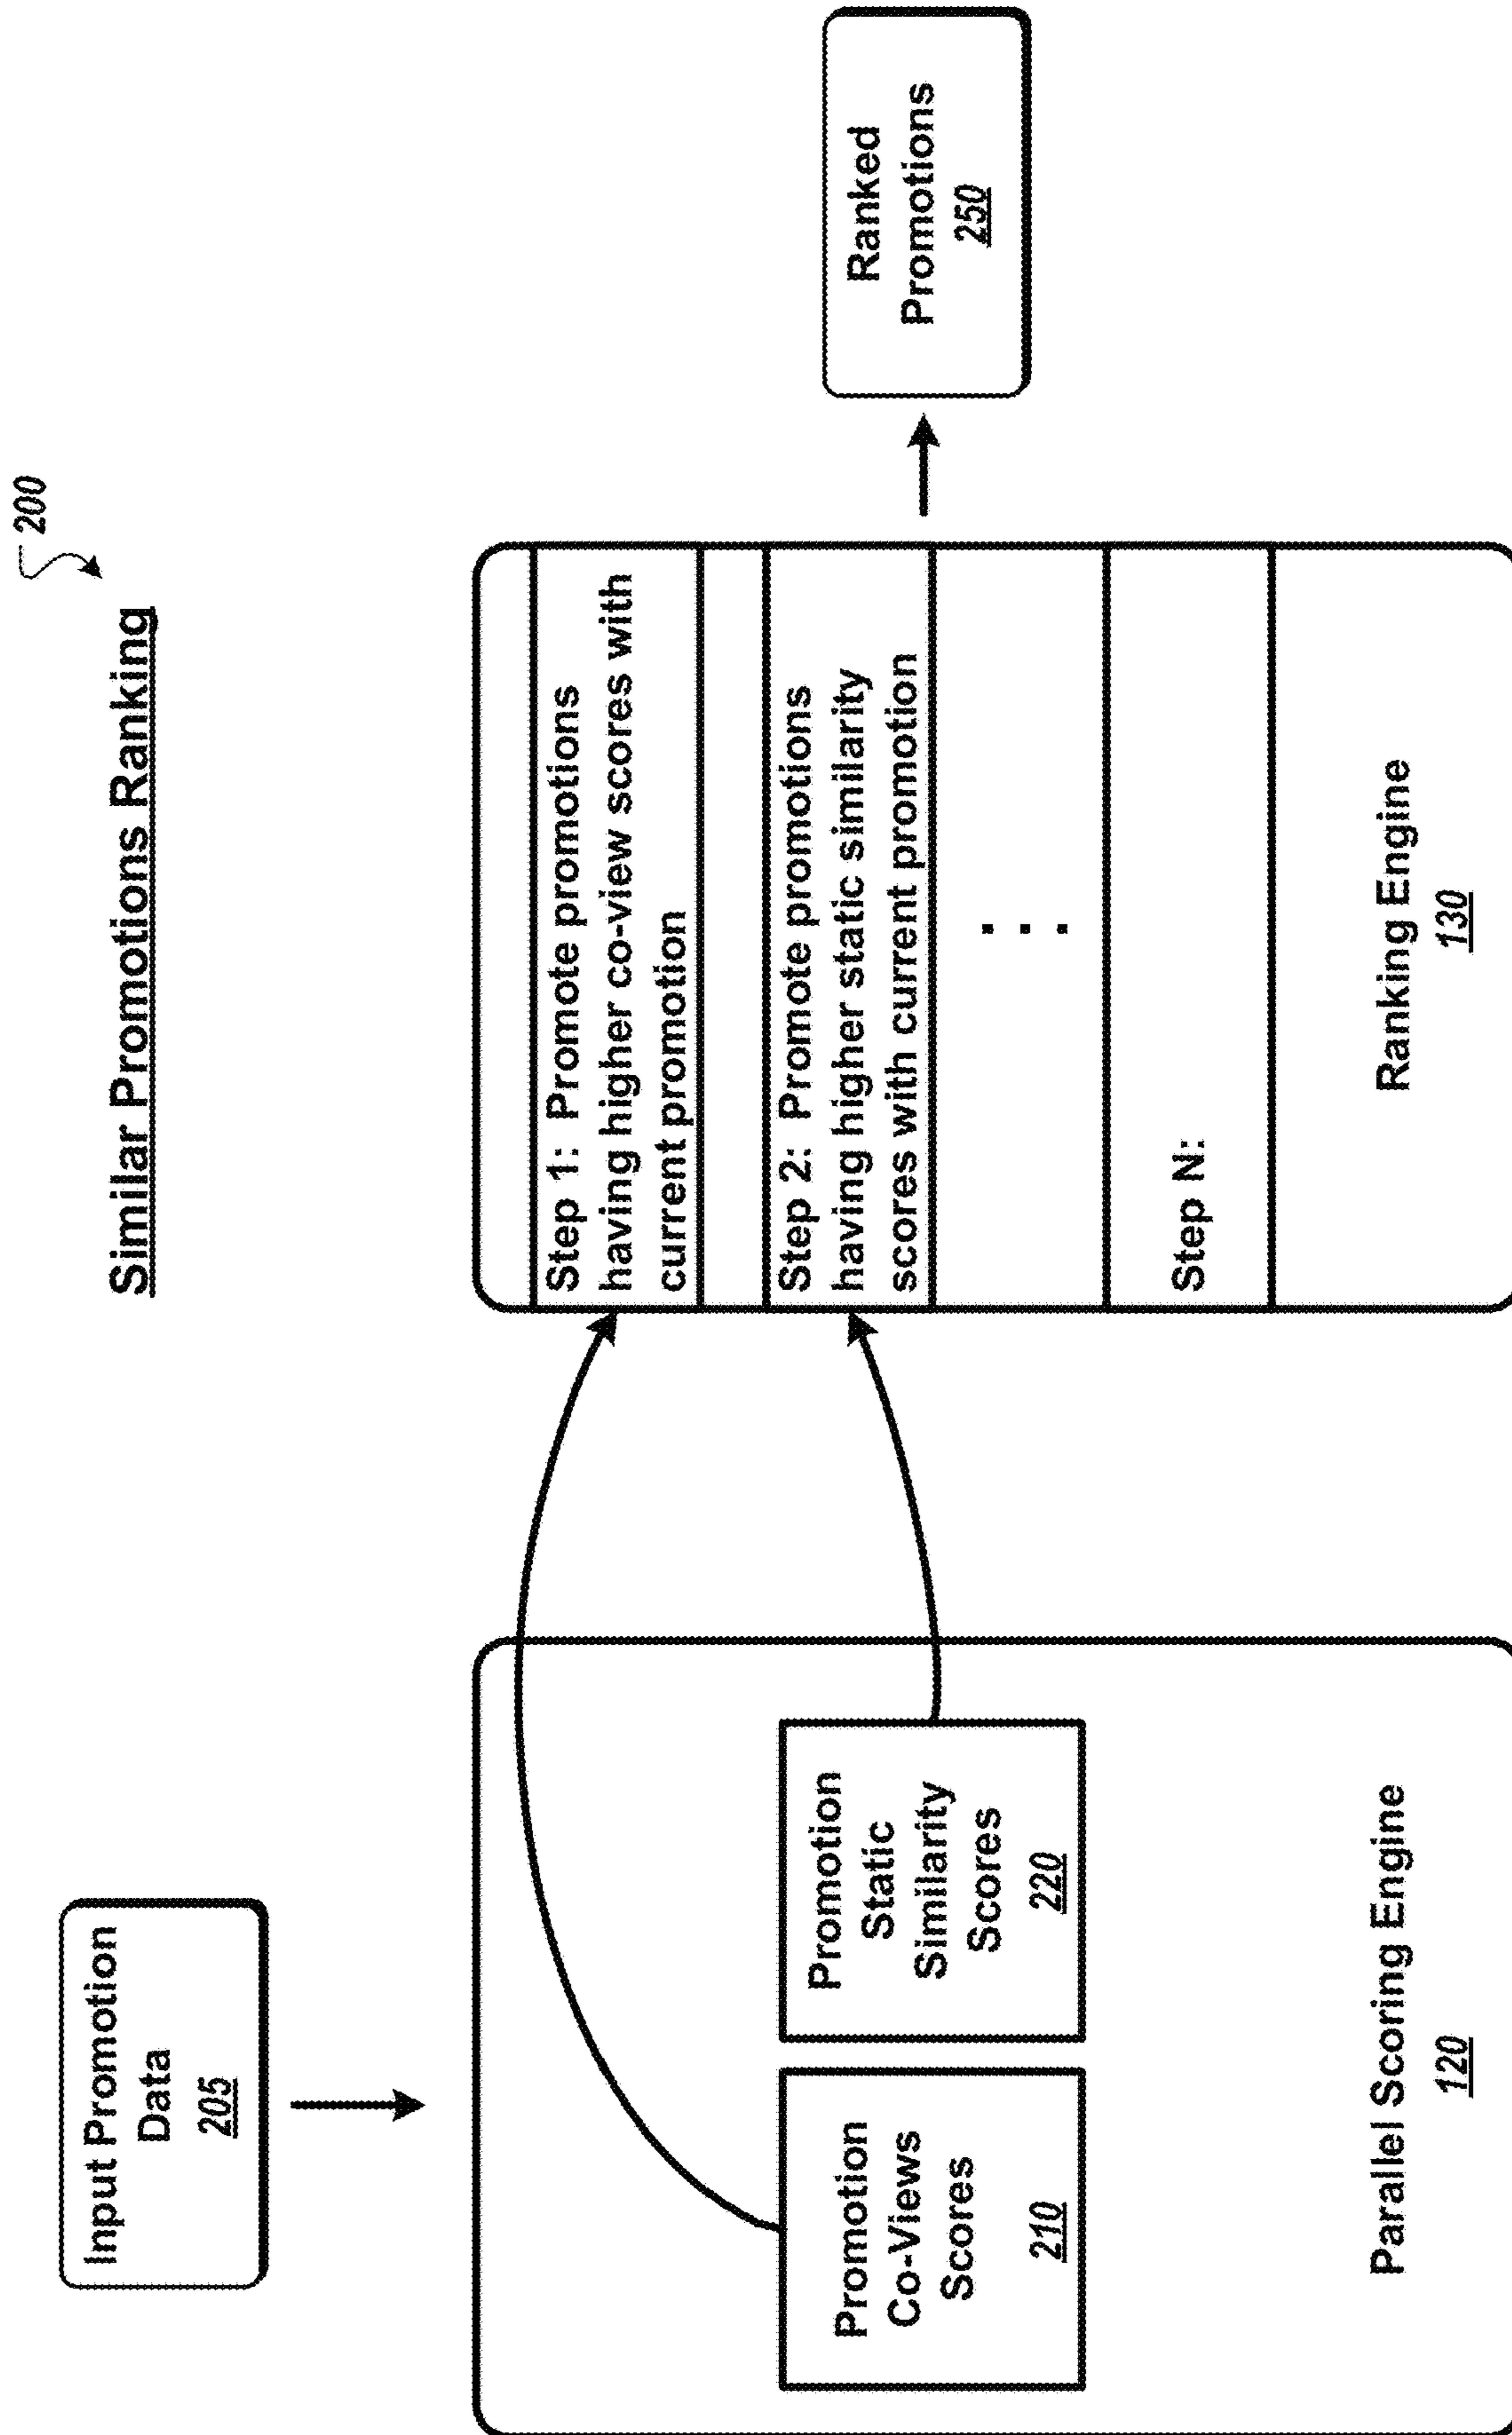 200
Similar Promotions Ranking
Input Promotion
Data
205
Promotion
Co-Views
Scores
210
Promotion
Static
Similarity
Scores
220
Parallel Scoring Engine
120
Step 1: Promote promotions
having higher co-view scores with
current promotion
Step 2: Promote promotions
having higher static similarity
scores with current promotion
. . .
Step N:
Ranking Engine
130
Ranked
Promotions
250